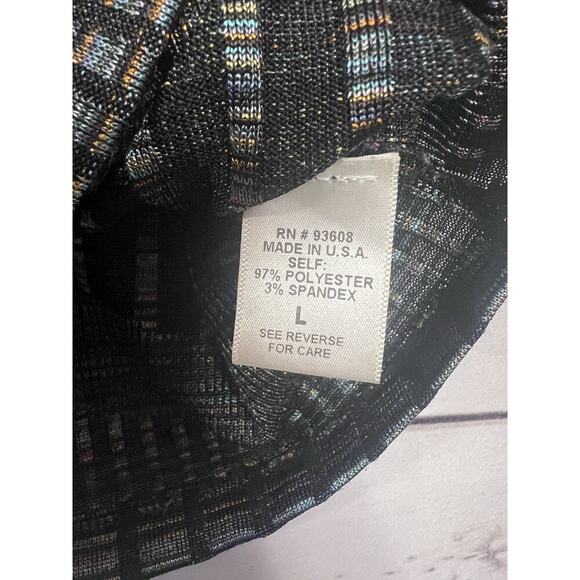 RN # 93608
MADE IN U.S.A.
SELF:
97% POLYESTER
3% SPANDEX
L
SEE REVERSE
FOR CARE